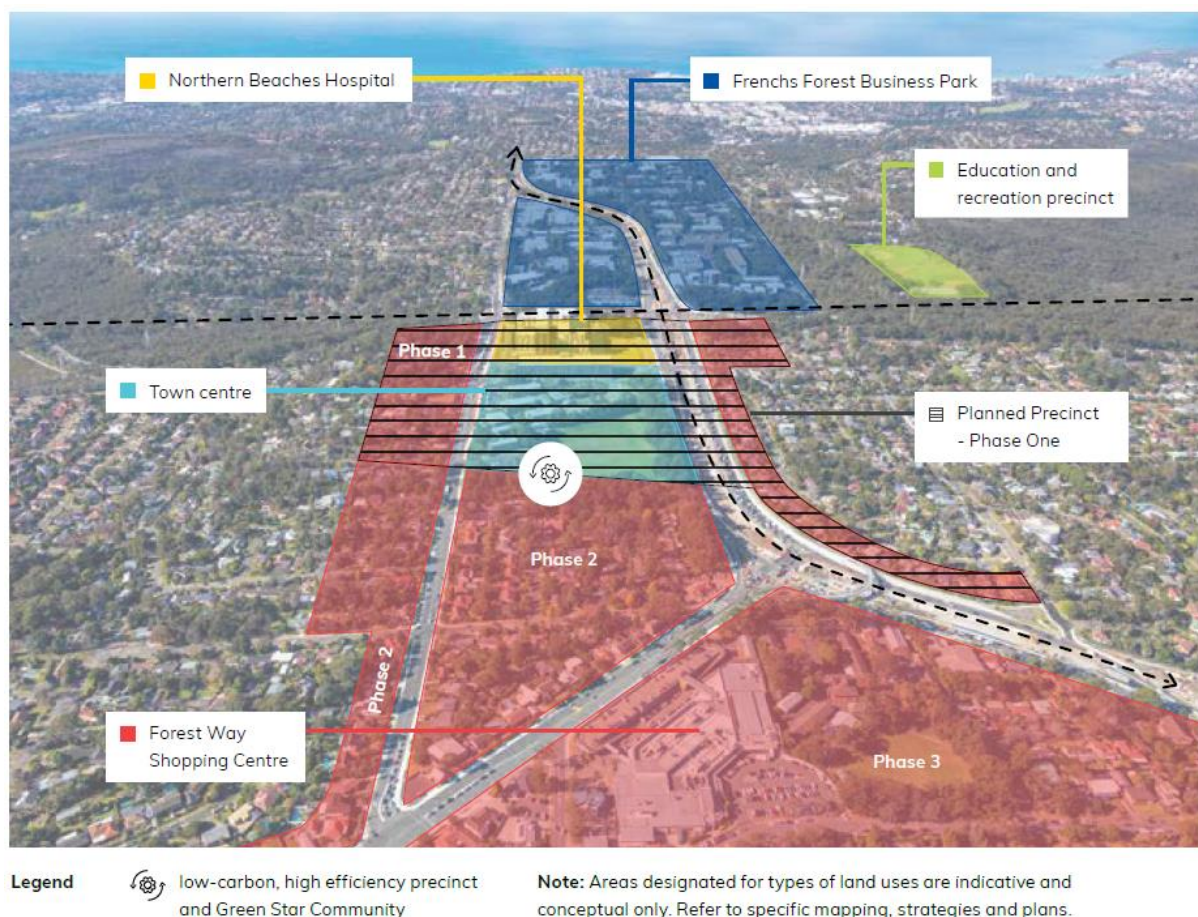 Northern Beaches Hospital
Frenchs Forest Business Park
Education and
recreation precinct
Phase 1
Town centre
Planned Precinct
- Phase One
Phase 2
Phase 2
Forest Way
Shopping Centre
Phase 3
Legend
low-carbon, high efficiency precinct
and Green Star Community
Note: Areas designated for types of land uses are indicative and
conceptual only. Refer to specific mapping, strategies and plans.